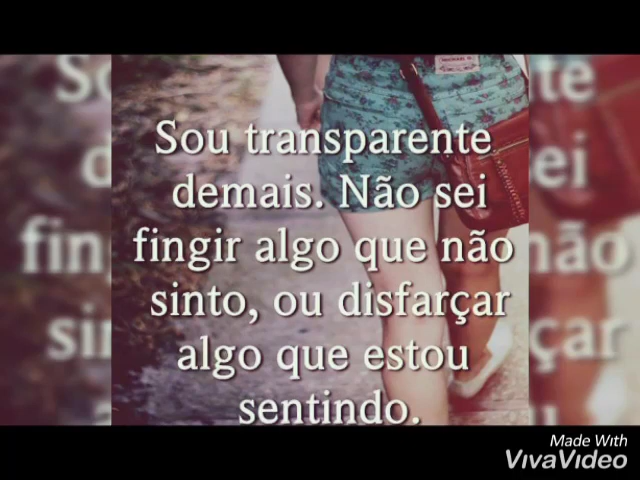 Sou transparente
demais. Não sei
fingir algo que não
sinto, ou disfarçar
algo que estou
sentindo.
Made With
VivaVideo